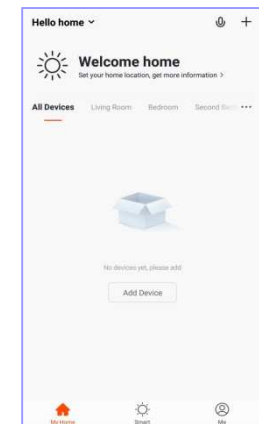 Hello home
Welcome home
Set your home location, get more information >
All Devices Living Room Bedroom Second
No devices yet, please add
Add Device
My Home Smart Me